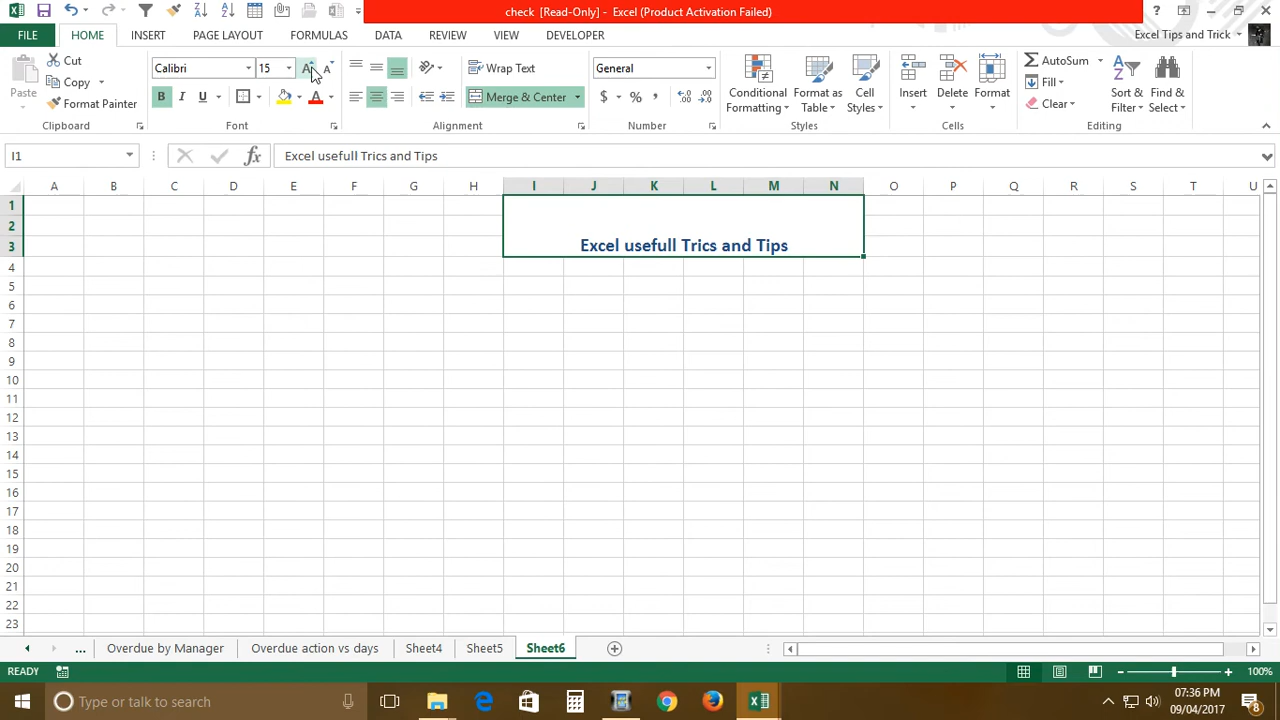 check [Read-Only] - Excel (Product Activation Failed)
FILE HOME INSERT PAGE LAYOUT FORMULAS DATA REVIEW VIEW DEVELOPER Excel Tips and Trick
Cut
Copy
Format Painter
Paste
Clipboard
Calibri 15
B I U A
Font
Wrap Text
Merge & Center
Alignment
General
$ % ,
Number
Conditional Formatting
Format as Table
Cell Styles
Styles
Insert Delete Format
Cells
AutoSum
Fill
Clear
Sort & Filter
Find & Select
Editing
I1 fx Excel usefull Trics and Tips
A B C D E F G H I J K L M N O P Q R S T U
1
2
3 Excel usefull Trics and Tips
4
5
6
7
8
9
10
11
12
13
14
15
16
17
18
19
20
21
22
23
... Overdue by Manager Overdue action vs days Sheet4 Sheet5 Sheet6
READY 100%
Type or talk to search
07:36 PM
09/04/2017
8